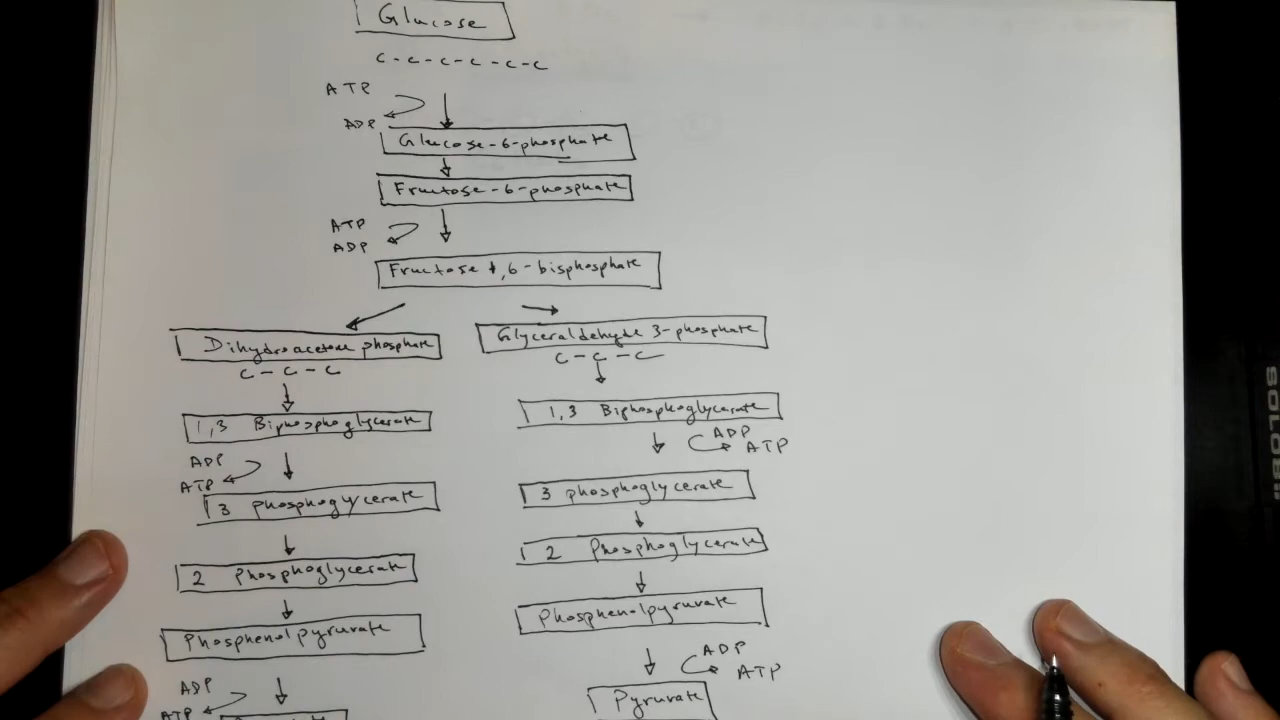 Glucose
C-C-C-C-C-C
ATP
ADP
Glucose-6-phosphate
Fructose-6-phosphate
ATP
ADP
Fructose 1,6-bisphosphate
Dihydroacetone phosphate
Glyceraldehyde 3-phosphate
C-C-C
C-C-C
1,3 Biphosphoglycerate
1,3 Biphosphoglycerate
ADP
ATP
ADP
ATP
3 phosphoglycerate
3 phosphoglycerate
2 Phosphoglycerate
2 Phosphoglycerate
Phosphenolpyruvate
Phosphenolpyruvate
ADP
ATP
ADP
ATP
Pyruvate